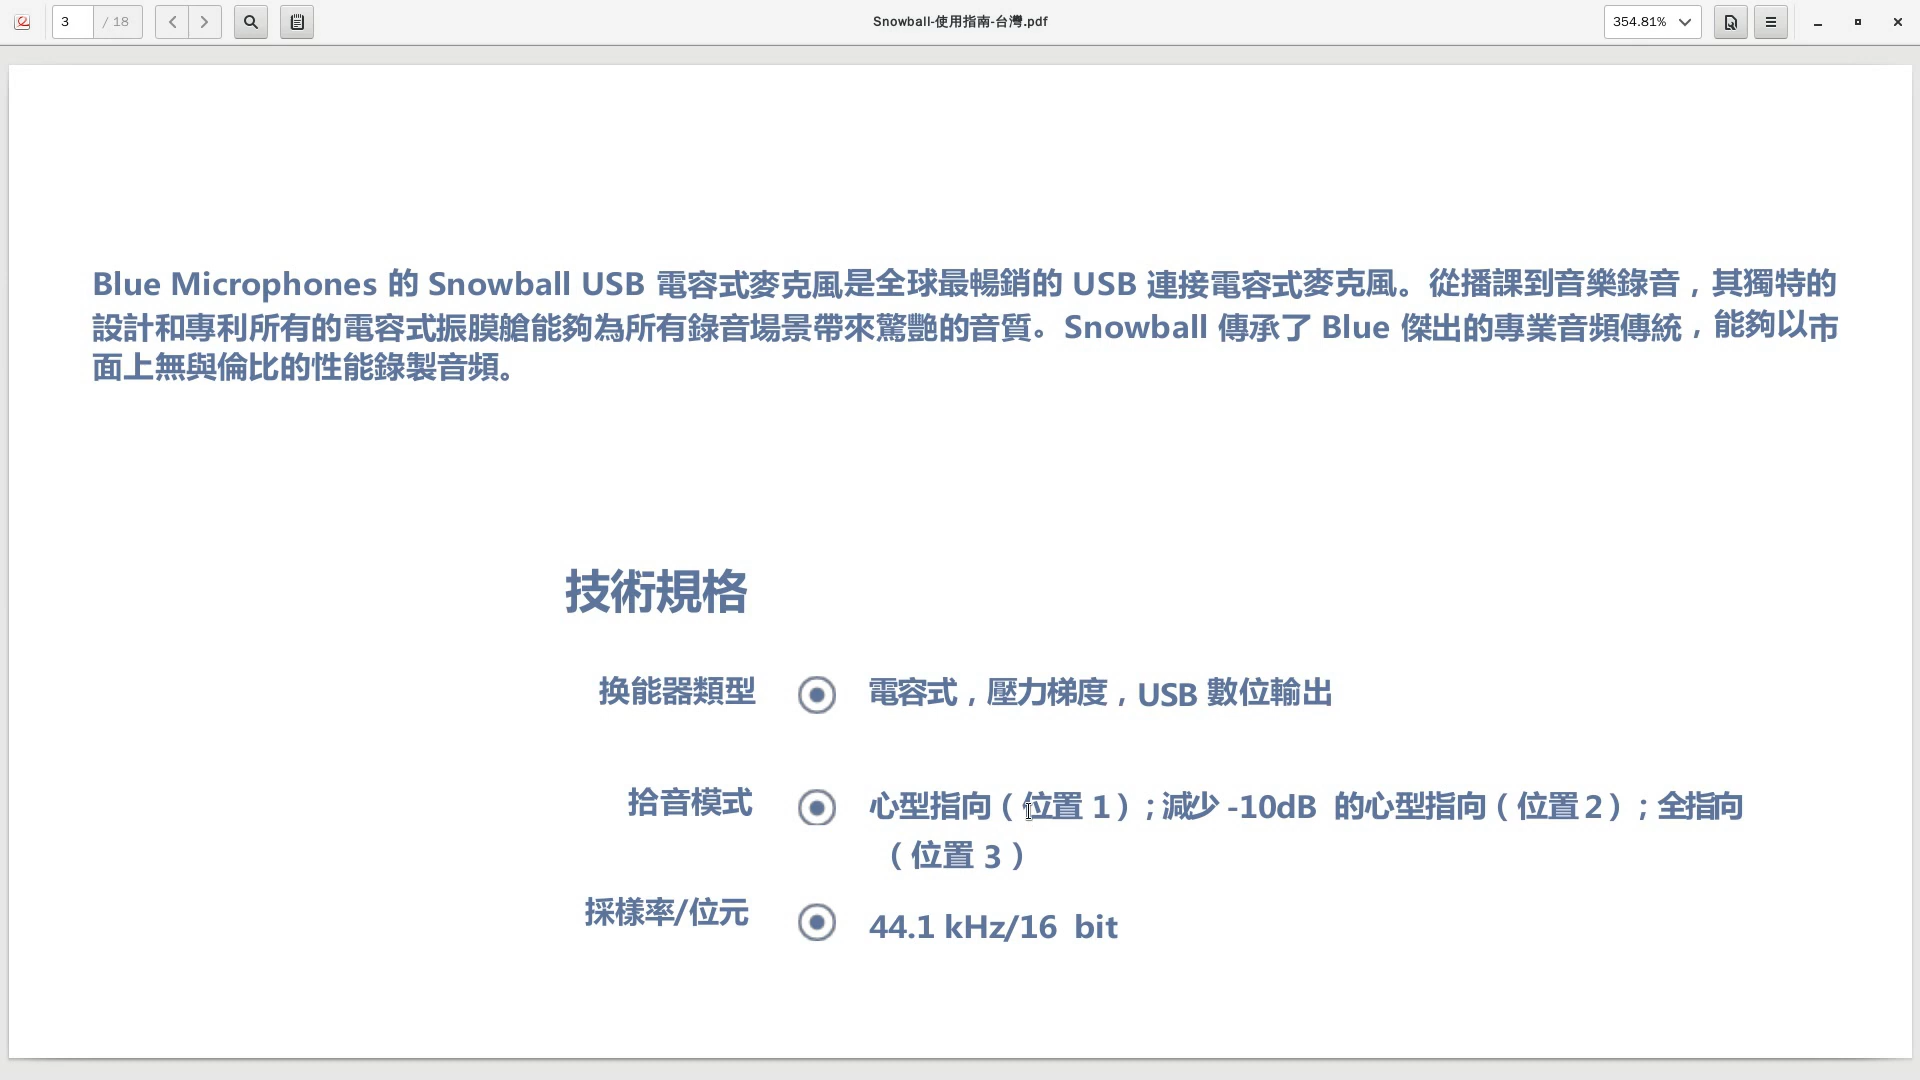 3
/ 18
Snowball-使用指南-台灣.pdf
354.81%
Blue Microphones 的 Snowball USB 電容式麥克風是全球最暢銷的 USB 連接電容式麥克風。從播課到音樂錄音，其獨特的
設計和專利所有的電容式振膜艙能夠為所有錄音場景帶來驚艷的音質。Snowball 傳承了 Blue 傑出的專業音頻傳統，能夠以市
面上無與倫比的性能錄製音頻。
技術規格
換能器類型
電容式，壓力梯度，USB 數位輸出
拾音模式
心型指向（位置 1）；減少 -10dB 的心型指向（位置 2）；全指向
（位置 3）
採樣率/位元
44.1 kHz/16 bit